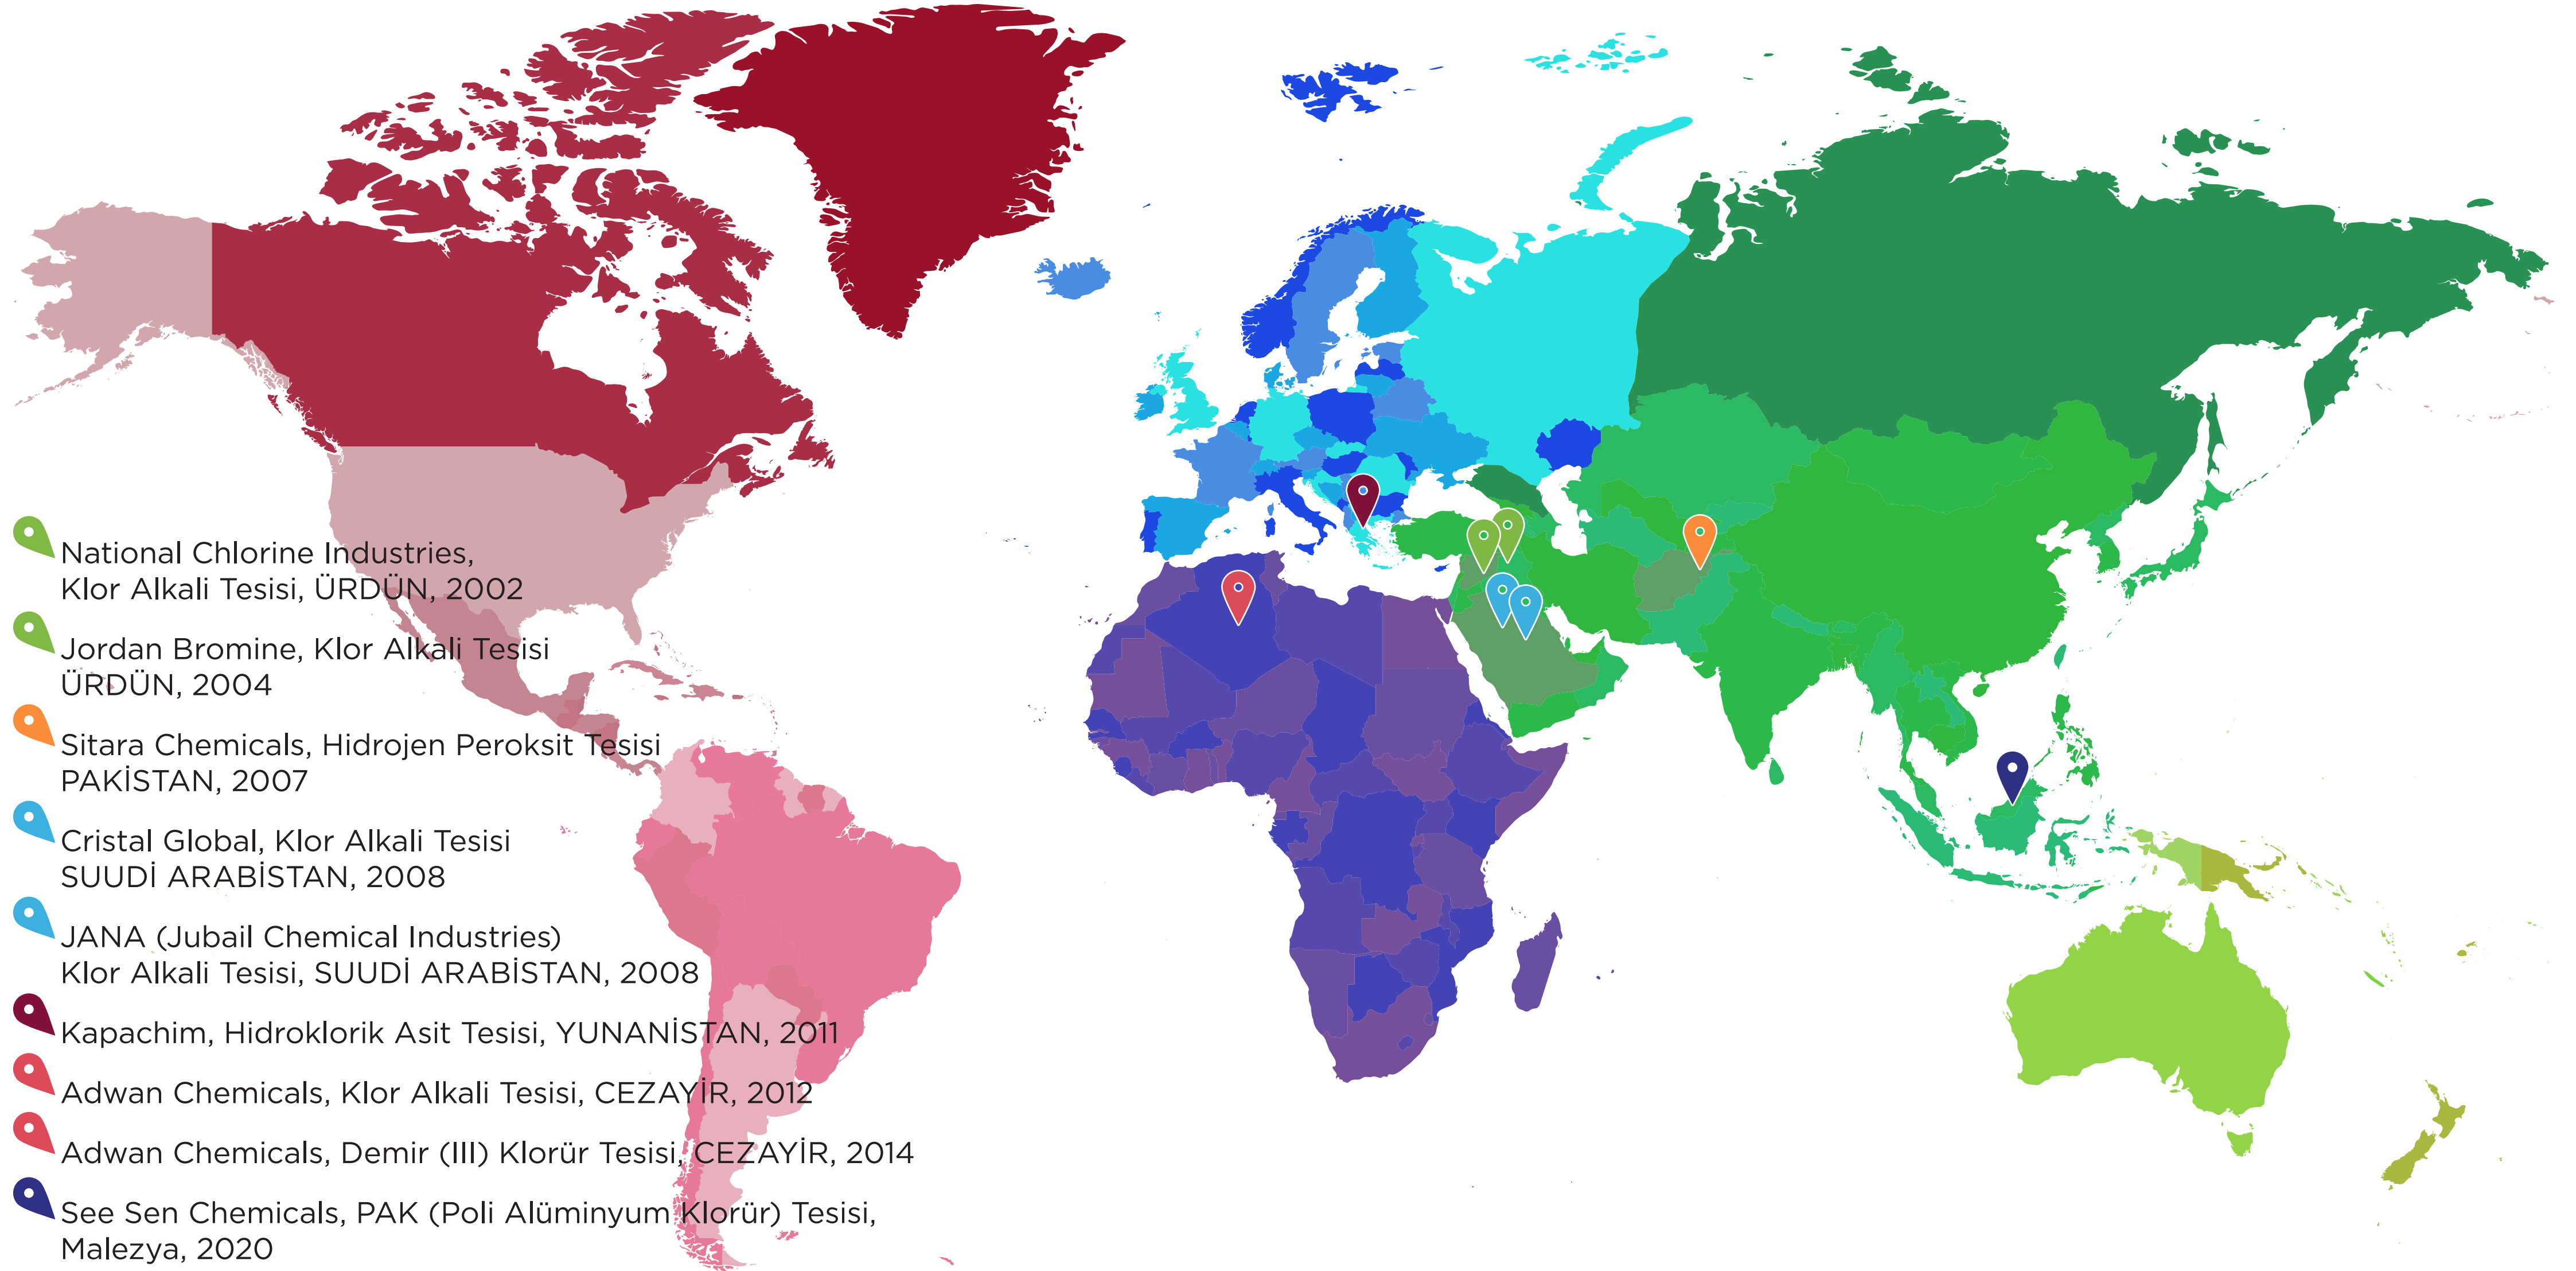 National Chlorine Industries,
Klor Alkali Tesisi, ÜRDÜN, 2002
Jordan Bromine, Klor Alkali Tesisi
ÜRDÜN, 2004
Sitara Chemicals, Hidrojen Peroksit Tesisi
PAKİSTAN, 2007
Cristal Global, Klor Alkali Tesisi
SUUDİ ARABİSTAN, 2008
JANA (Jubail Chemical Industries)
Klor Alkali Tesisi, SUUDİ ARABİSTAN, 2008
Kapachim, Hidroklorik Asit Tesisi, YUNANİSTAN, 2011
Adwan Chemicals, Klor Alkali Tesisi, CEZAYİR, 2012
Adwan Chemicals, Demir (III) Klorür Tesisi, CEZAYİR, 2014
See Sen Chemicals, PAK (Poli Alüminyum Klorür) Tesisi,
Malezya, 2020